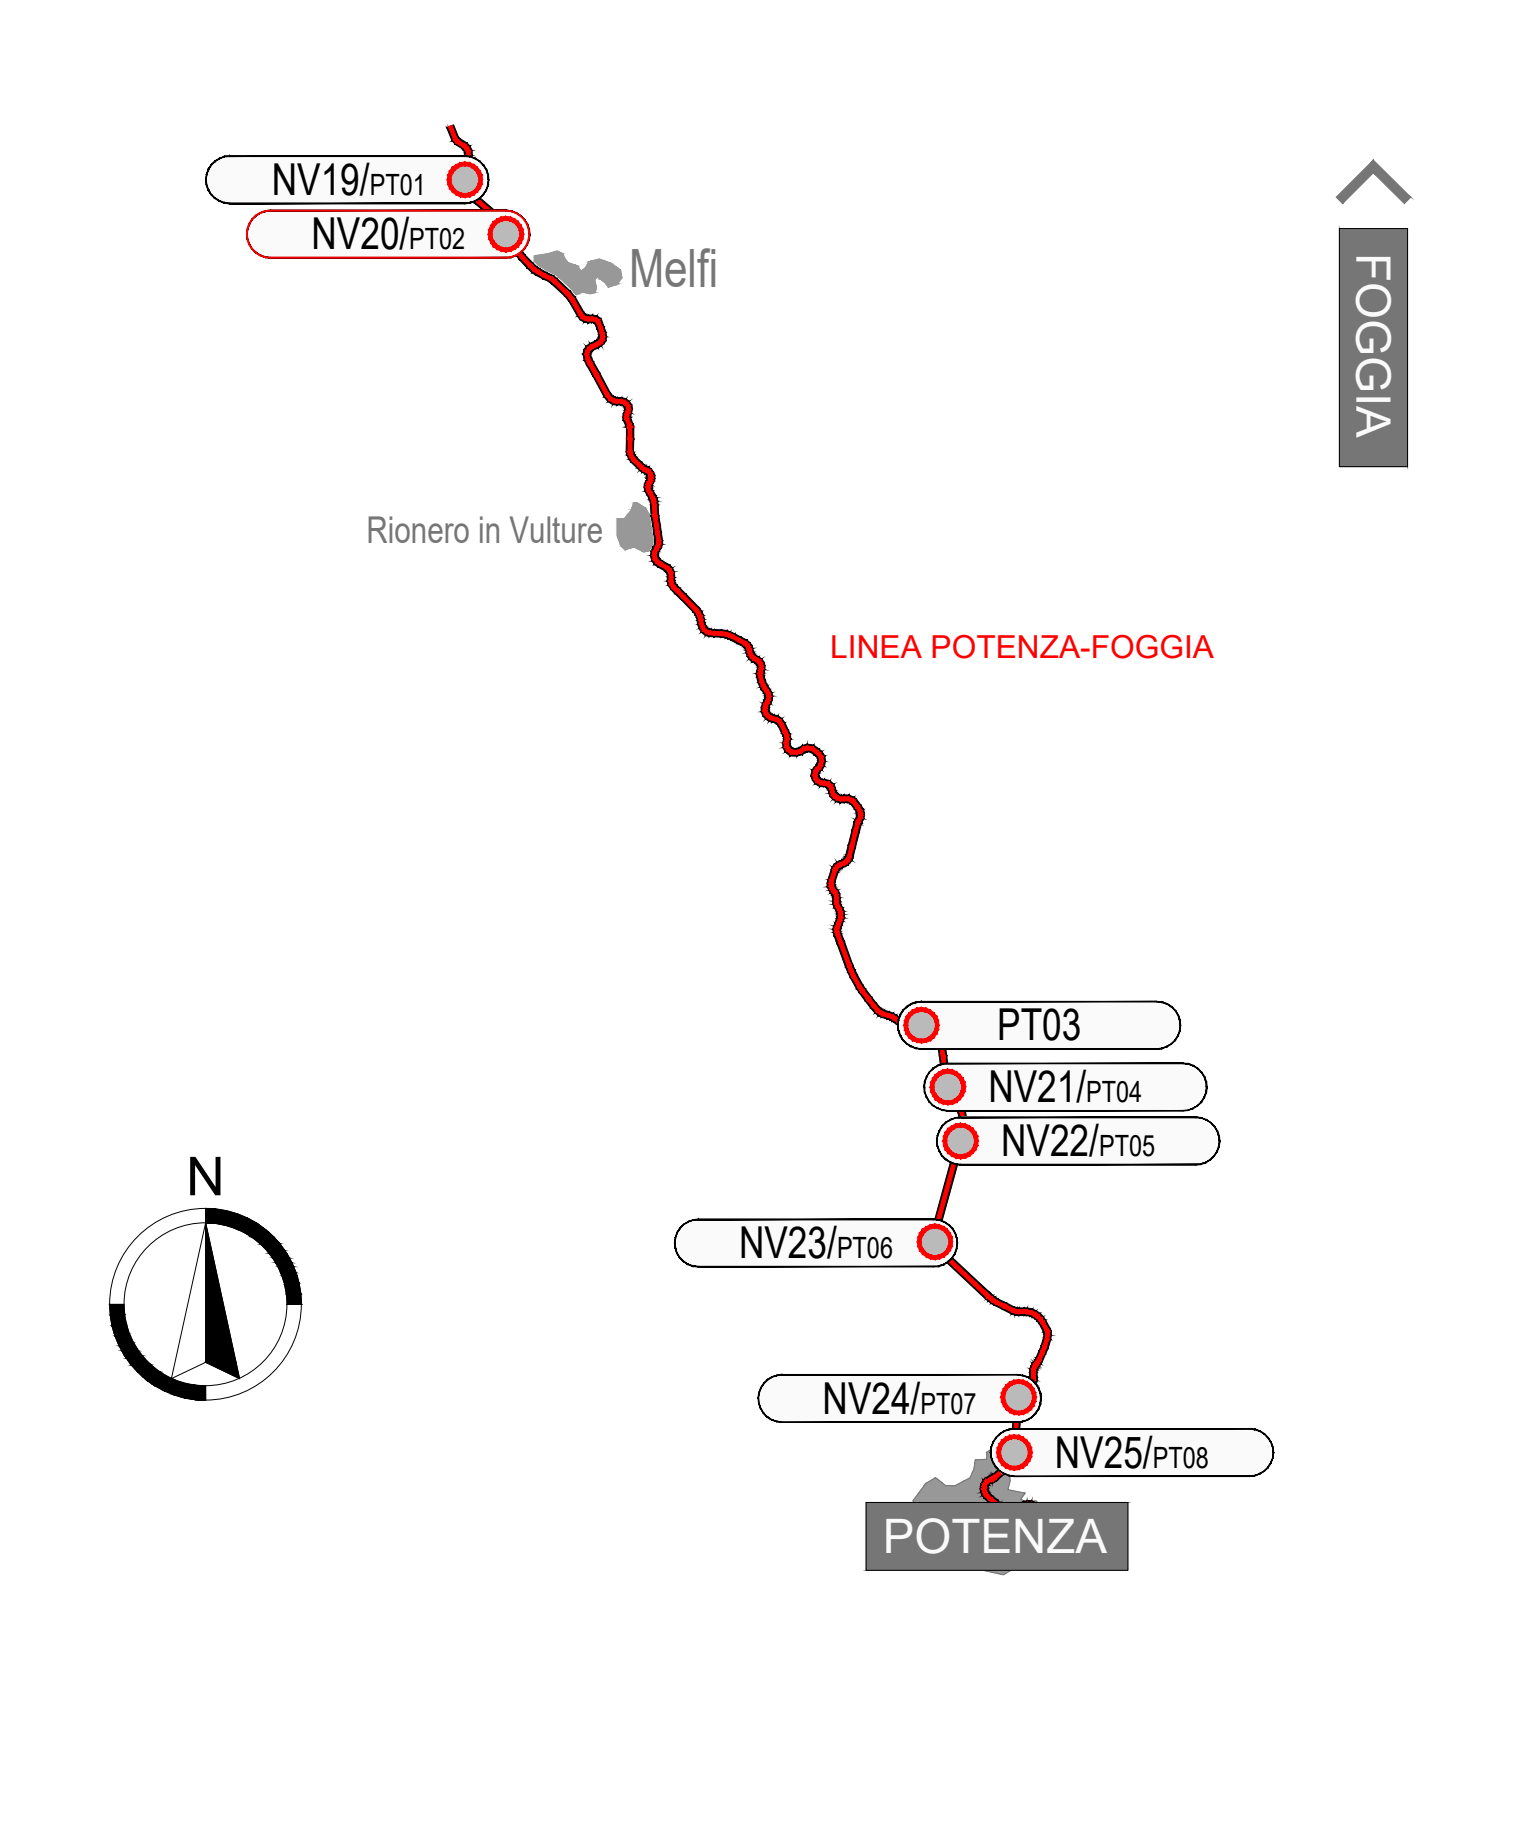 NV19/PT01
NV20/PT02
Melfi
FOGGIA
Rionero in Vulture
LINEA POTENZA-FOGGIA
PT03
NV21/PT04
NV22/PT05
N
NV23/PT06
NV24/PT07
NV25/PT08
POTENZA